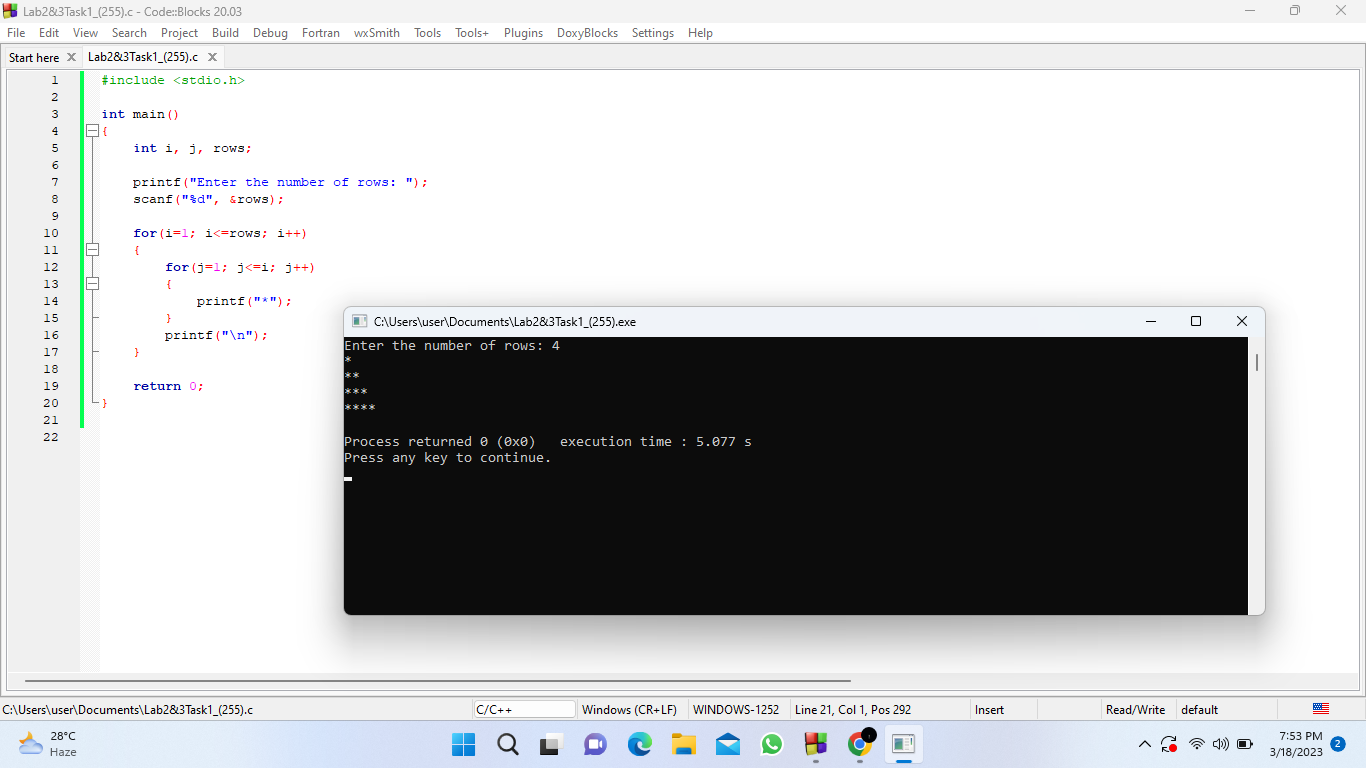 Lab2&3Task1_(255).c - Code::Blocks 20.03
File Edit View Search Project Build Debug Fortran wxSmith Tools Tools+ Plugins DoxyBlocks Settings Help
Start here Lab2&3Task1_(255).c
1 #include <stdio.h>
2
3 int main()
4 {
5     int i, j, rows;
6
7     printf("Enter the number of rows: ");
8     scanf("%d", &rows);
9
10     for(i=1; i<=rows; i++)
11     {
12         for(j=1; j<=i; j++)
13         {
14             printf("*");
15         }
16         printf("\n");
17     }
18
19     return 0;
20 }
21
22
C:\Users\user\Documents\Lab2&3Task1_(255).exe
Enter the number of rows: 4
*
**
***
****
Process returned 0 (0x0)   execution time : 5.077 s
Press any key to continue.
C:\Users\user\Documents\Lab2&3Task1_(255).c C/C++ Windows (CR+LF) WINDOWS-1252 Line 21, Col 1, Pos 292 Insert Read/Write default
28°C
Haze
7:53 PM
3/18/2023
2